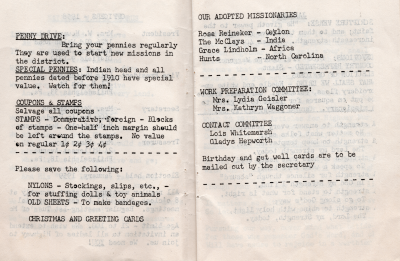 PENNY DRIVE:
Bring your pennies regularly
They are used to start new missions in
the district.
SPECIAL PENNIES: Indian head and all
pennies dated before 1910 have special
value. Watch for them!
COUPONS & STAMPS
Salvage all coupons
STAMPS - Commerative, foreign - Blocks
of stamps - One-half inch margin should
be left around the stamps. No value
on regular 1¢ 2¢ 3¢ 4¢
Please save the following:
NYLONS - Stockings, slips, etc., -
for stuffing dolls & toy animals
OLD SHEETS - To make bandages.
CHRISTMAS AND GREETING CARDS
OUR ADOPTED MISSIONARIES
Rosa Reineker - Ceylon
The McClays - India
Grace Lindholm - Africa
Hunts - North Carolina
WORK PREPARATION COMMITTEE:
Mrs. Lydia Geisler
Mrs. Kathryn Waggoner
CONTACT COMMITTEE
Lois Whitemarsh
Gladys Hepworth
Birthday and get well cards are to be
mailed out by the secretary